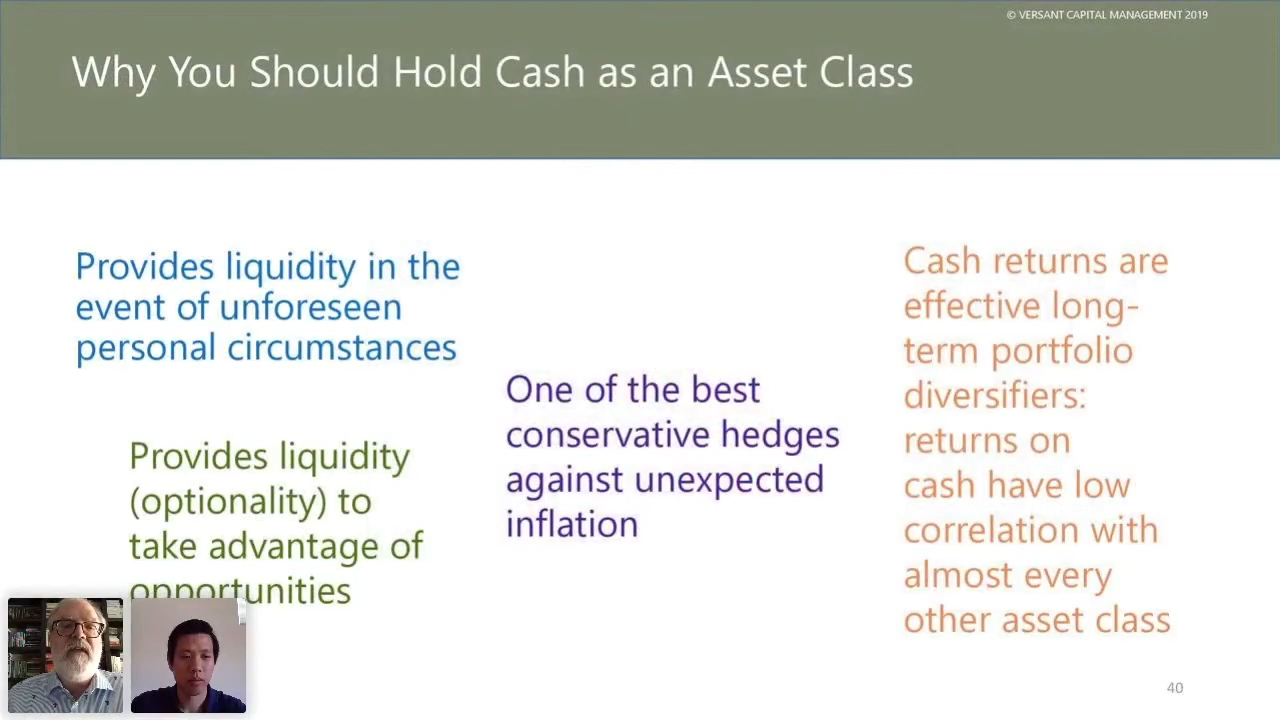 © VERSANT CAPITAL MANAGEMENT 2019
Why You Should Hold Cash as an Asset Class
Provides liquidity in the
event of unforeseen
personal circumstances
Provides liquidity
(optionality) to
take advantage of
opportunities
One of the best
conservative hedges
against unexpected
inflation
Cash returns are
effective long-
term portfolio
diversifiers:
returns on
cash have low
correlation with
almost every
other asset class
40